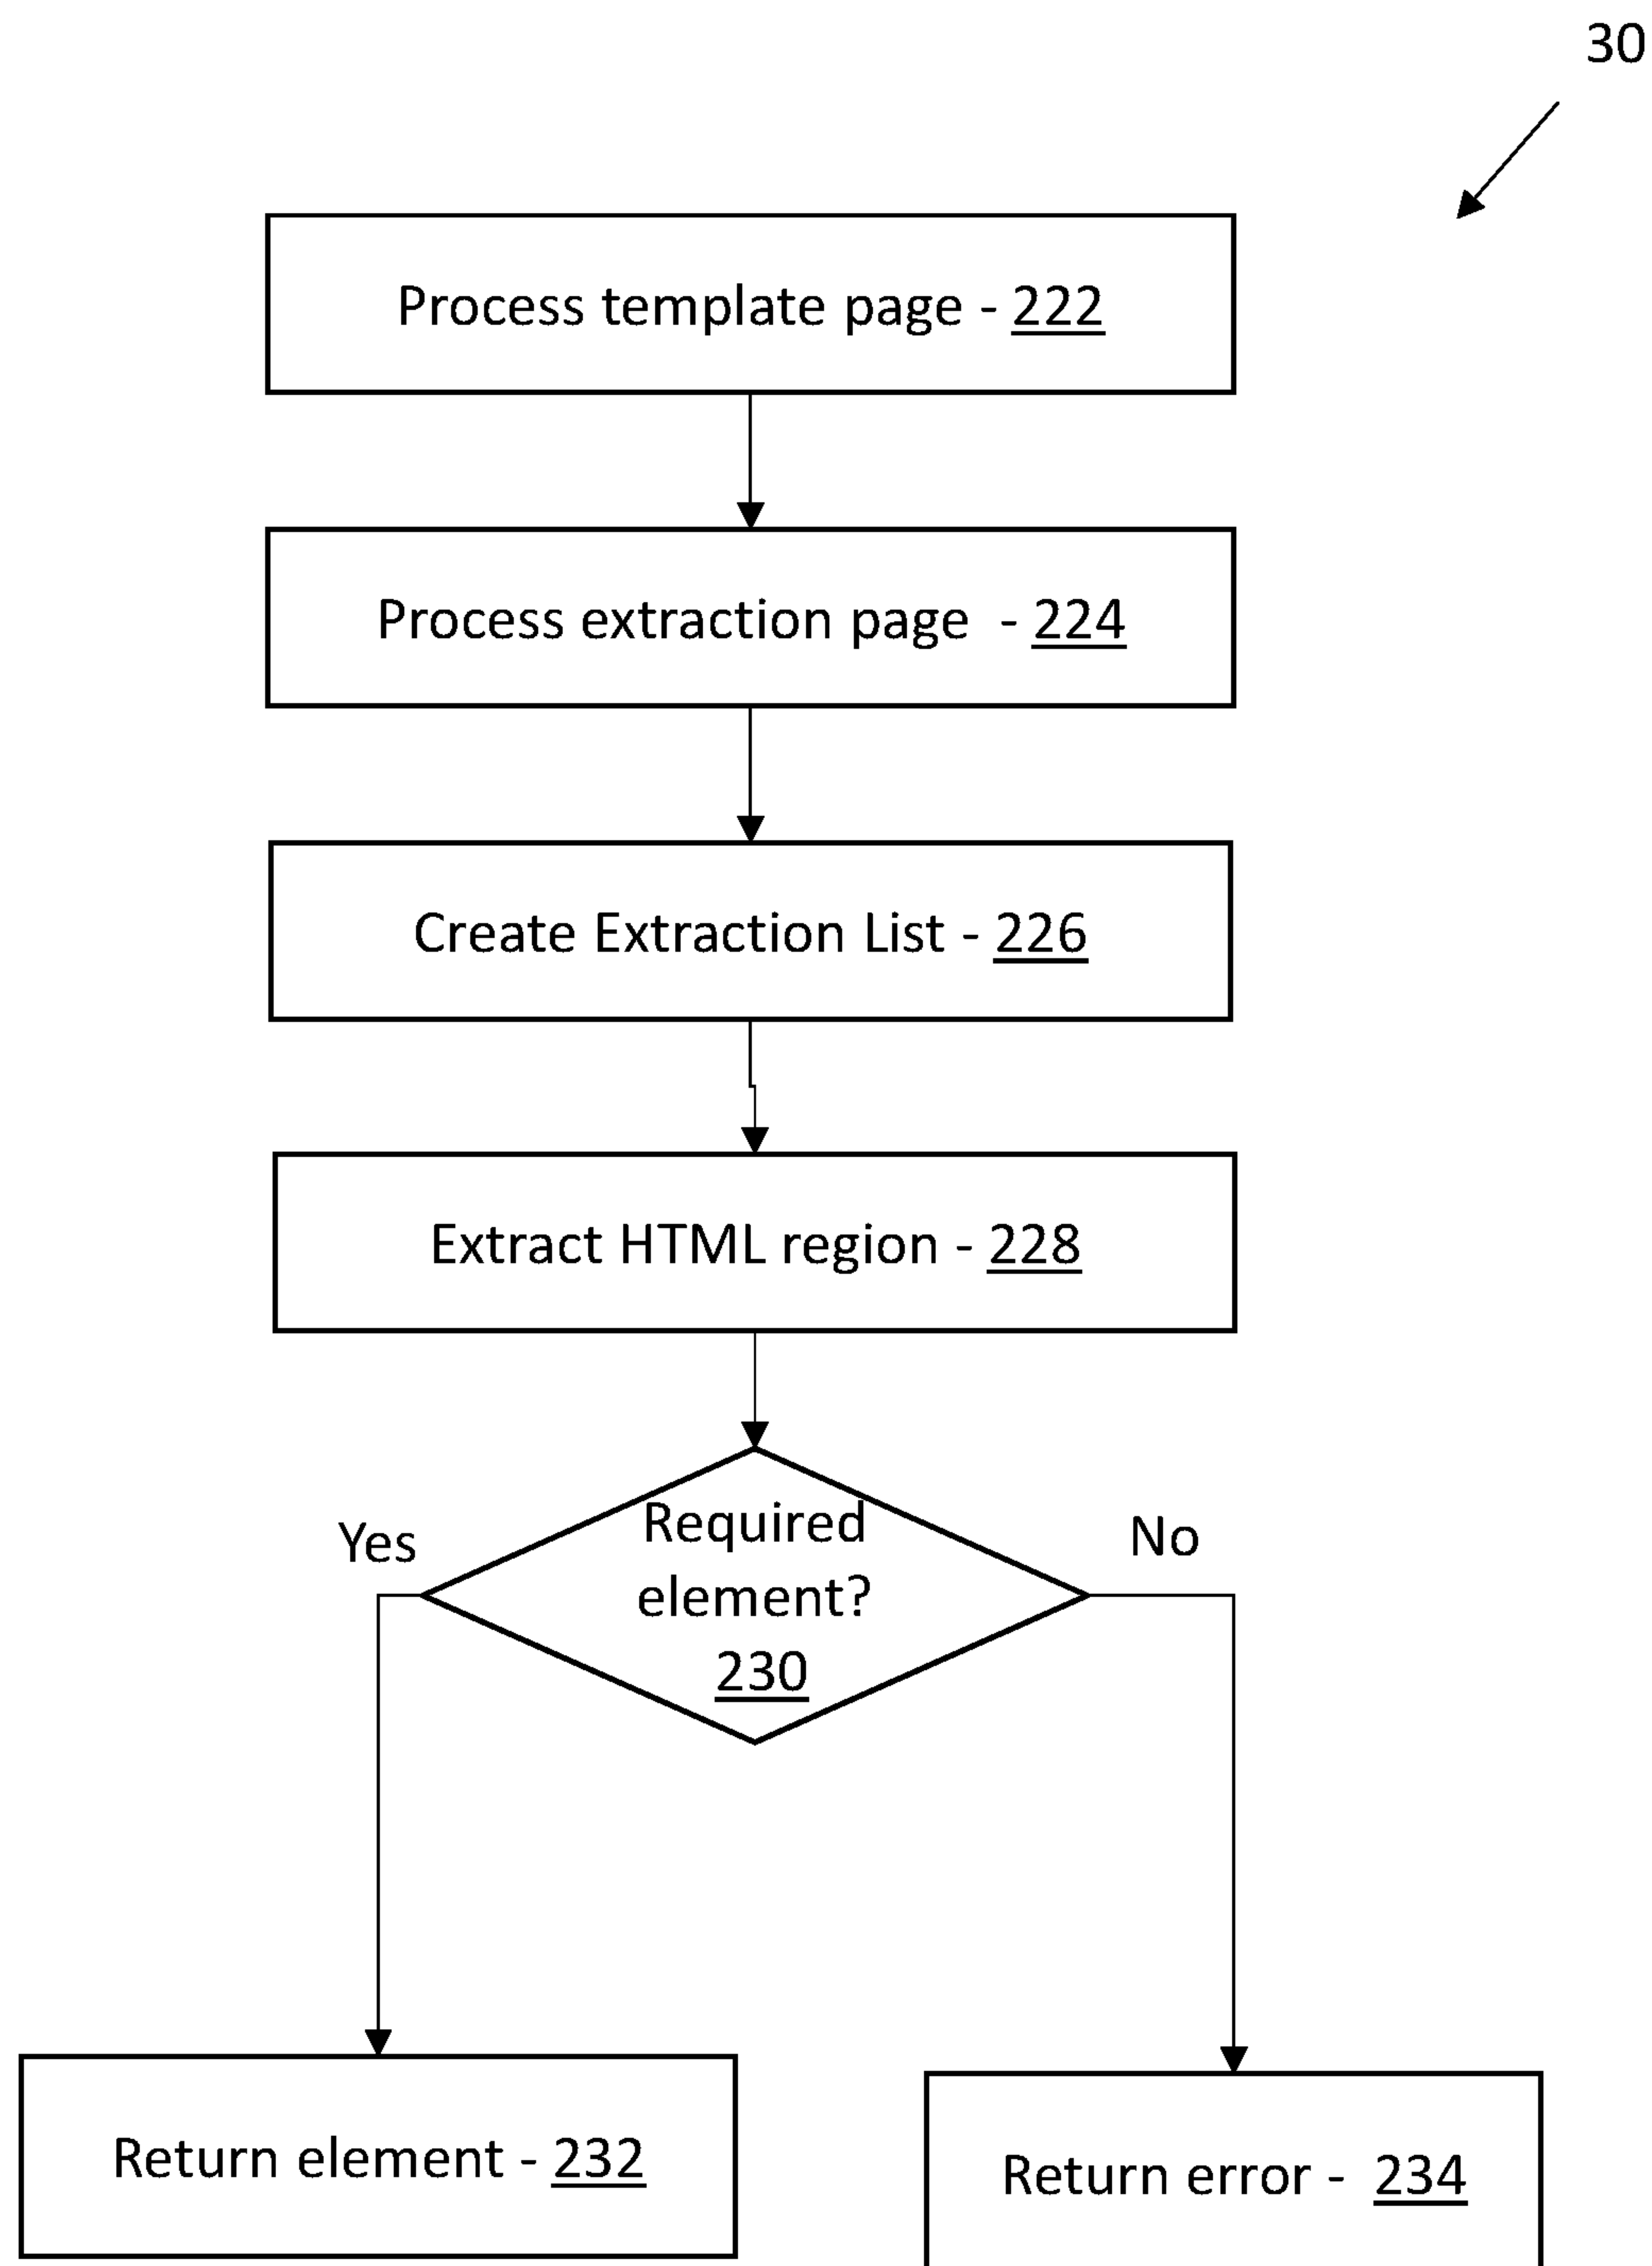 30
Process template page - 222
Process extraction page - 224
Create Extraction List - 226
Extract HTML region - 228
Required
element?
230
Yes
No
Return element - 232
Return error - 234